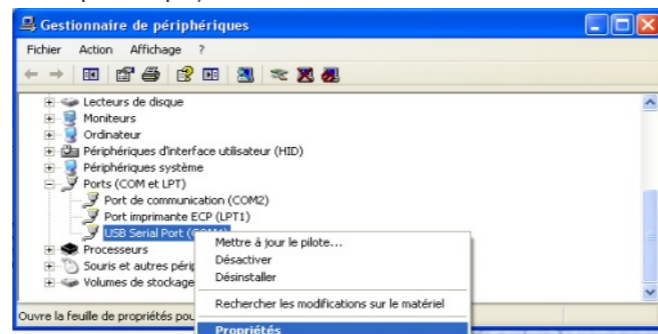 Gestionnaire de périphériques
Fichier Action Affichage ?
Lecteurs de disque
Moniteurs
Ordinateur
Périphériques d'interface utilisateur (HID)
Périphériques système
Ports (COM et LPT)
Port de communication (COM2)
Port imprimante ECP (LPT1)
USB Serial Port
Processeurs
Souris et autres
Volumes de stockage
Mettre à jour le pilote...
Désactiver
Désinstaller
Rechercher les modifications sur le matériel
Propriétés
Ouvre la feuille de propriétés